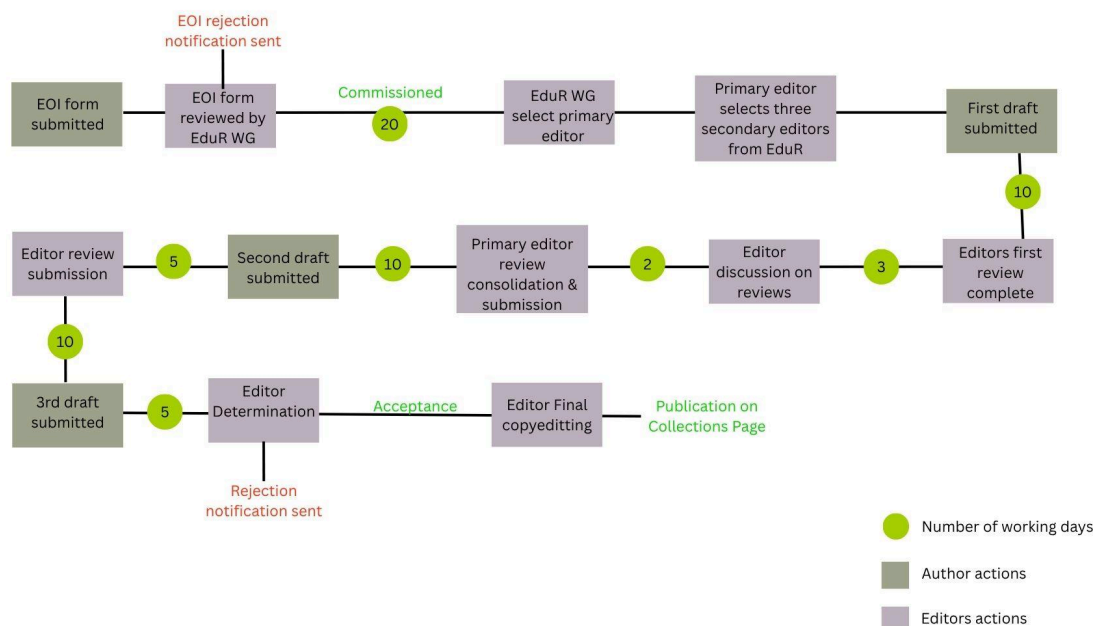 EOI rejection
notification sent
EOI form
submitted
EOI form
reviewed by
EduR WG
Commissioned
20
EduR WG
select primary
editor
Primary editor
selects three
secondary editors
from EduR
First draft
submitted
10
Editor review
submission
5
Second draft
submitted
10
Primary editor
review
consolidation &
submission
2
Editor
discussion on
reviews
3
Editors first
review
complete
10
3rd draft
submitted
5
Editor
Determination
Acceptance
Editor Final
copyeditting
Publication on
Collections Page
Rejection
notification sent
Number of working days
Author actions
Editors actions